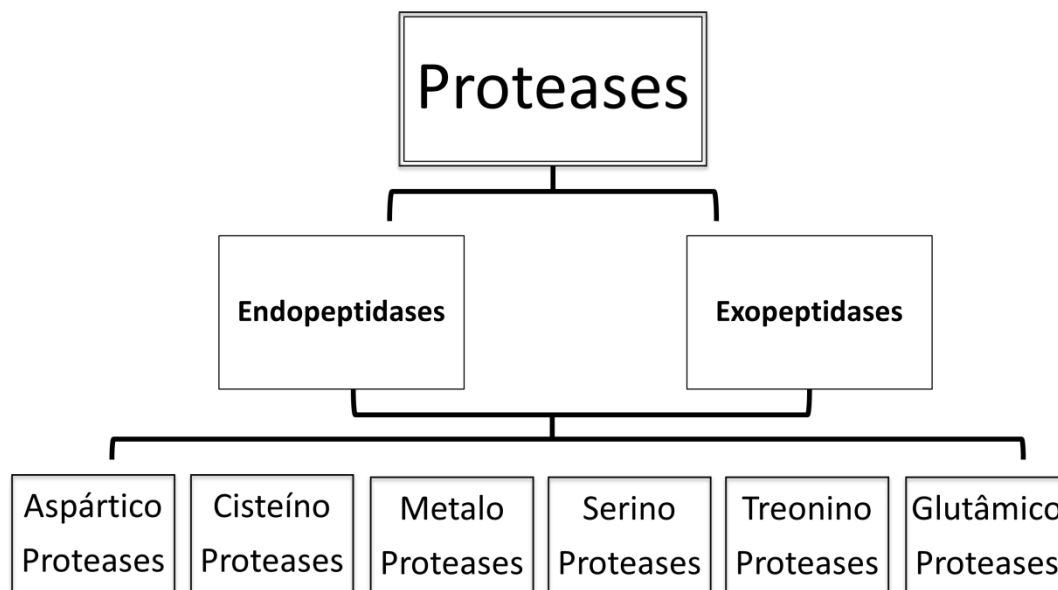 Proteases
Endopeptidases
Exopeptidases
Aspártico
Proteases
Cisteíno
Proteases
Metalo
Proteases
Serino
Proteases
Treonino
Proteases
Glutâmico
Proteases